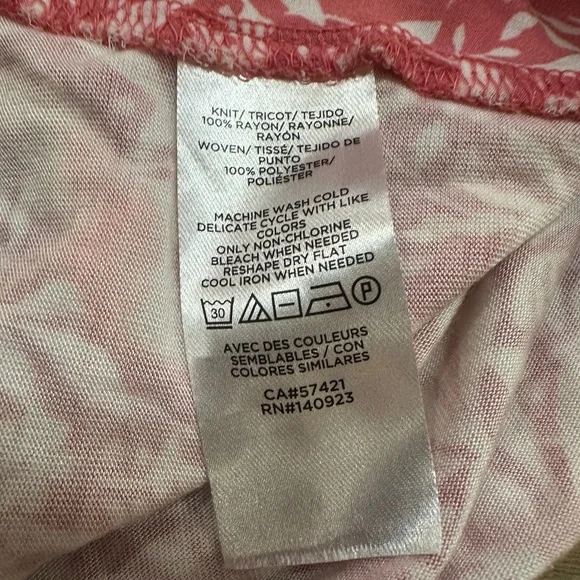 KNIT/ TRICOT/ TEJIDO
100% RAYON/ RAYONNE/
RAYÓN
WOVEN/ TISSÉ/ TEJIDO DE
PUNTO
100% POLYESTER/
POLIÉSTER
MACHINE WASH COLD
DELICATE CYCLE WITH LIKE
COLORS
ONLY NON-CHLORINE
BLEACH WHEN NEEDED
RESHAPE DRY FLAT
COOL IRON WHEN NEEDED
30 P
AVEC DES COULEURS
SEMBLABLES / CON
COLORES SIMILARES
CA#57421
RN#140923